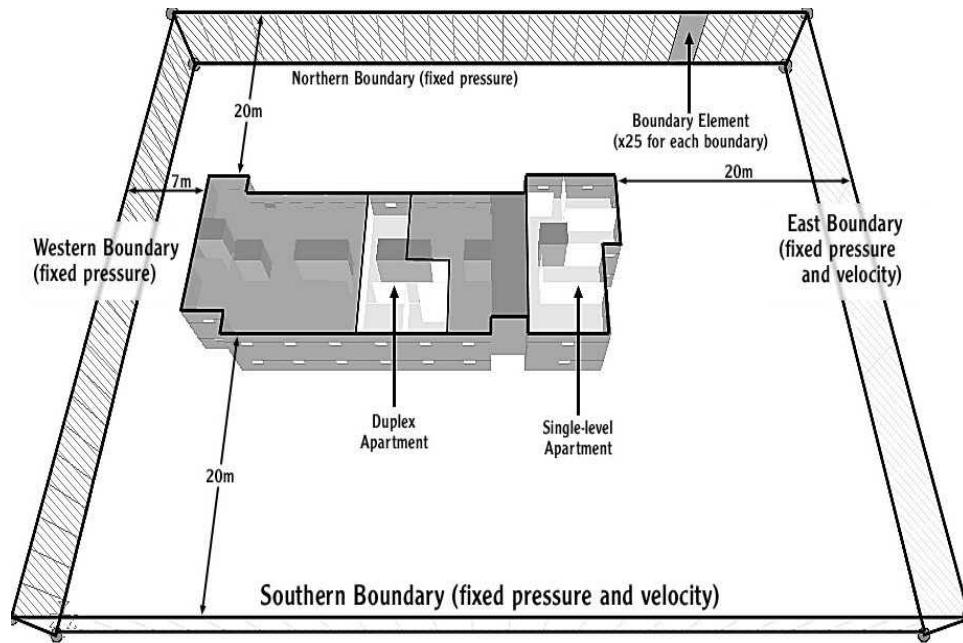 Northern Boundary (fixed pressure)
20m
Boundary Element
(x25 for each boundary)
7m
20m
Western Boundary
(fixed pressure)
East Boundary
(fixed pressure
and velocity)
Duplex
Apartment
Single-level
Apartment
20m
Southern Boundary (fixed pressure and velocity)